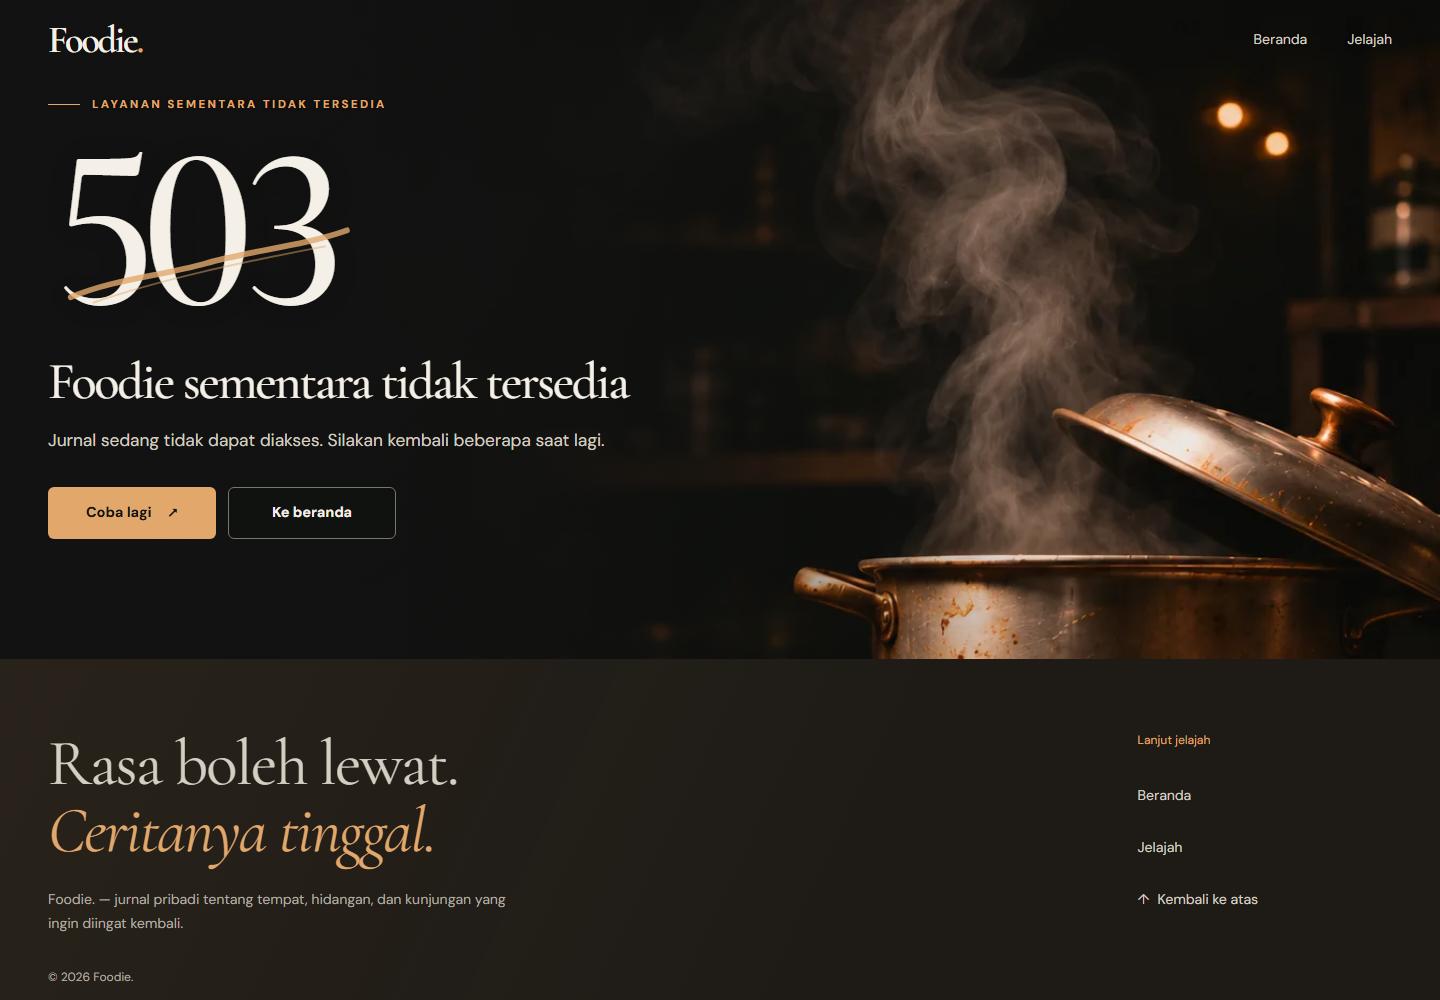 Foodie.
Beranda
Jelajah
LAYANAN SEMENTARA TIDAK TERSEDIA
503
Foodie sementara tidak tersedia
Jurnal sedang tidak dapat diakses. Silakan kembali beberapa saat lagi.
Coba lagi ↗
Ke beranda
Rasa boleh lewat.
Ceritanya tinggal.
Foodie. — jurnal pribadi tentang tempat, hidangan, dan kunjungan yang
ingin diingat kembali.
© 2026 Foodie.
Lanjut jelajah
Beranda
Jelajah
↑ Kembali ke atas